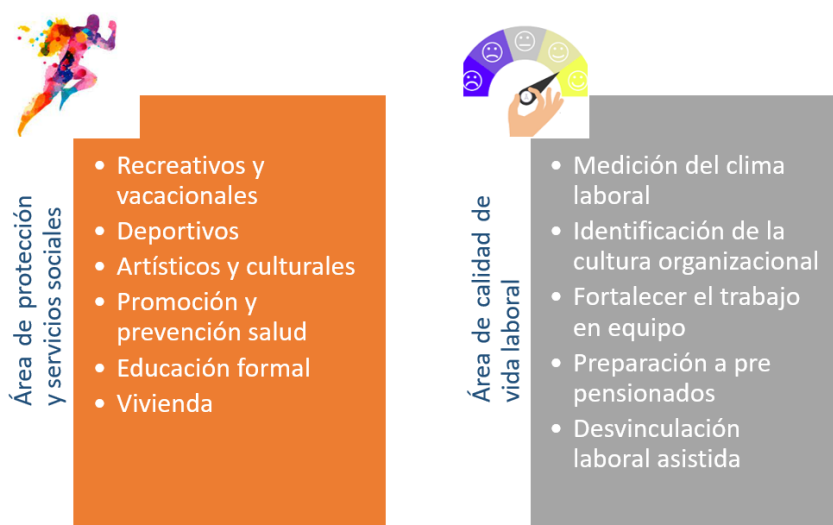 Área de protección
y servicios sociales
• Recreativos y
vacacionales
• Deportivos
• Artísticos y culturales
• Promoción y
prevención salud
• Educación formal
• Vivienda
Área de calidad de
vida laboral
• Medición del clima
laboral
• Identificación de la
cultura organizacional
• Fortalecer el trabajo
en equipo
• Preparación a pre
pensionados
• Desvinculación
laboral asistida